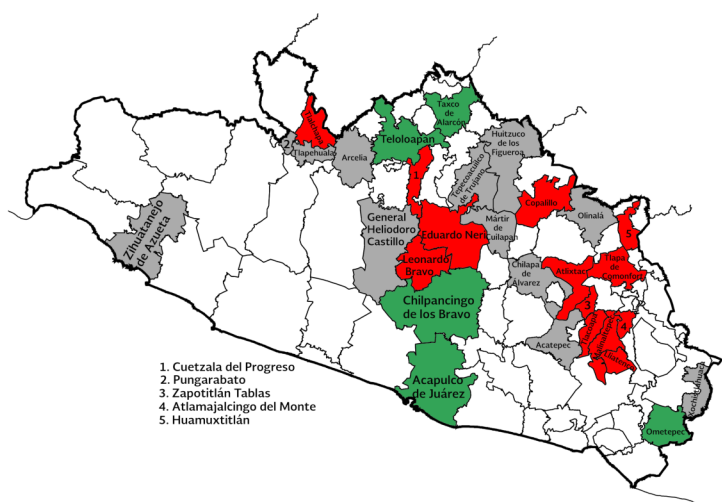 Taxco
de
Alarcón
Teloloapan
Huitzuco
de los
Figueroa
Tlapehuala
2
Arcelia
1
Tepecoacuilco
de Trujano
Copalillo
Olinalá
5
General
Heliodoro
Castillo
Mártir
de
Cuilapan
Eduardo Neri
Zihuatanejo
de Azueta
Leonardo
Bravo
Chilapa
de
Álvarez
Atlixtac
Tlapa
de
Comonfort
3
4
Chilpancingo
de los Bravo
Acatepec
Acapulco
de Juárez
Xochistlahuaca
Ometepec
1. Cuetzala del Progreso
2. Pungarabato
3. Zapotitlán Tablas
4. Atlamajalcingo del Monte
5. Huamuxtitlán